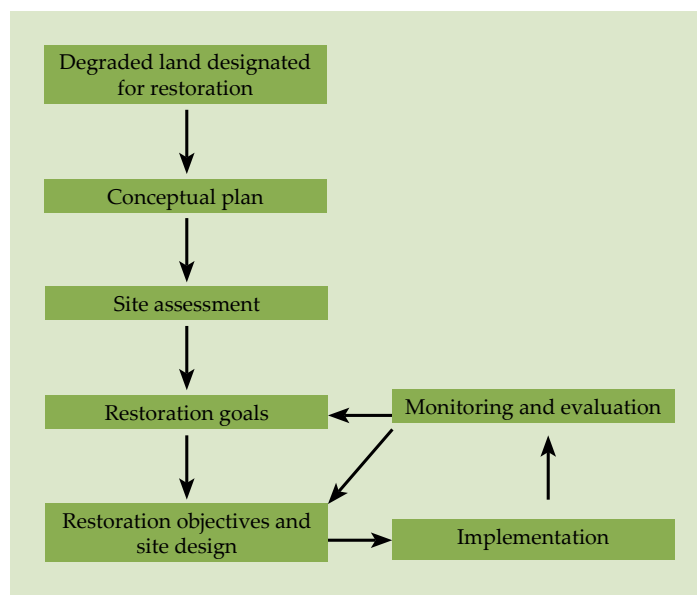 Degraded land designated
for restoration
Conceptual plan
Site assessment
Restoration goals
Monitoring and evaluation
Restoration objectives and
site design
Implementation